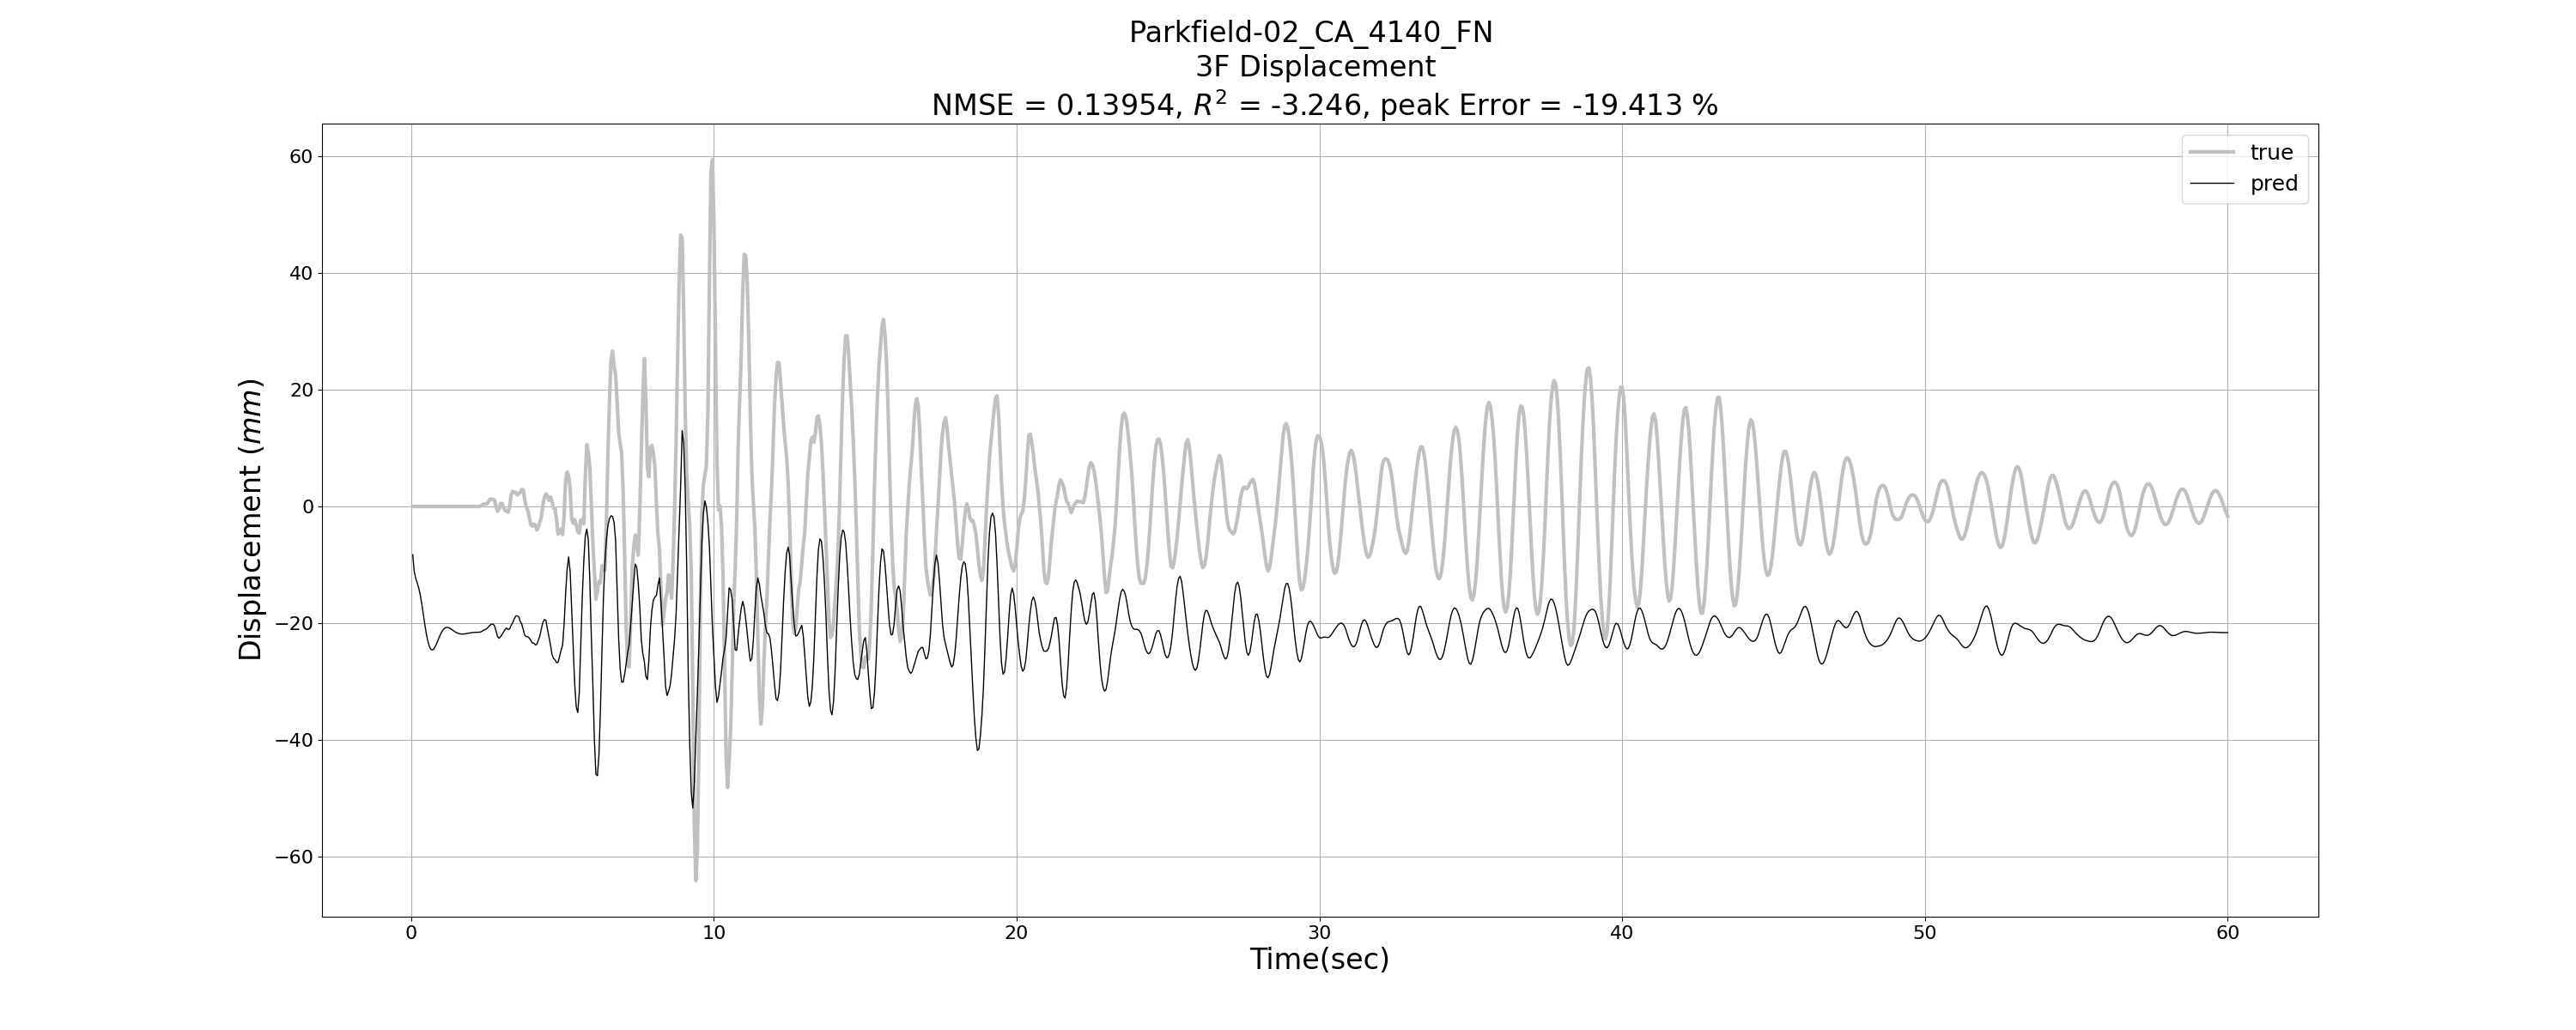 Parkfield-02_CA_4140_FN
3F Displacement
NMSE = 0.13954, R² = -3.246, peak Error = -19.413 %
true
pred
Displacement (mm)
60
40
20
0
−20
−40
−60
0 10 20 30 40 50 60
Time(sec)